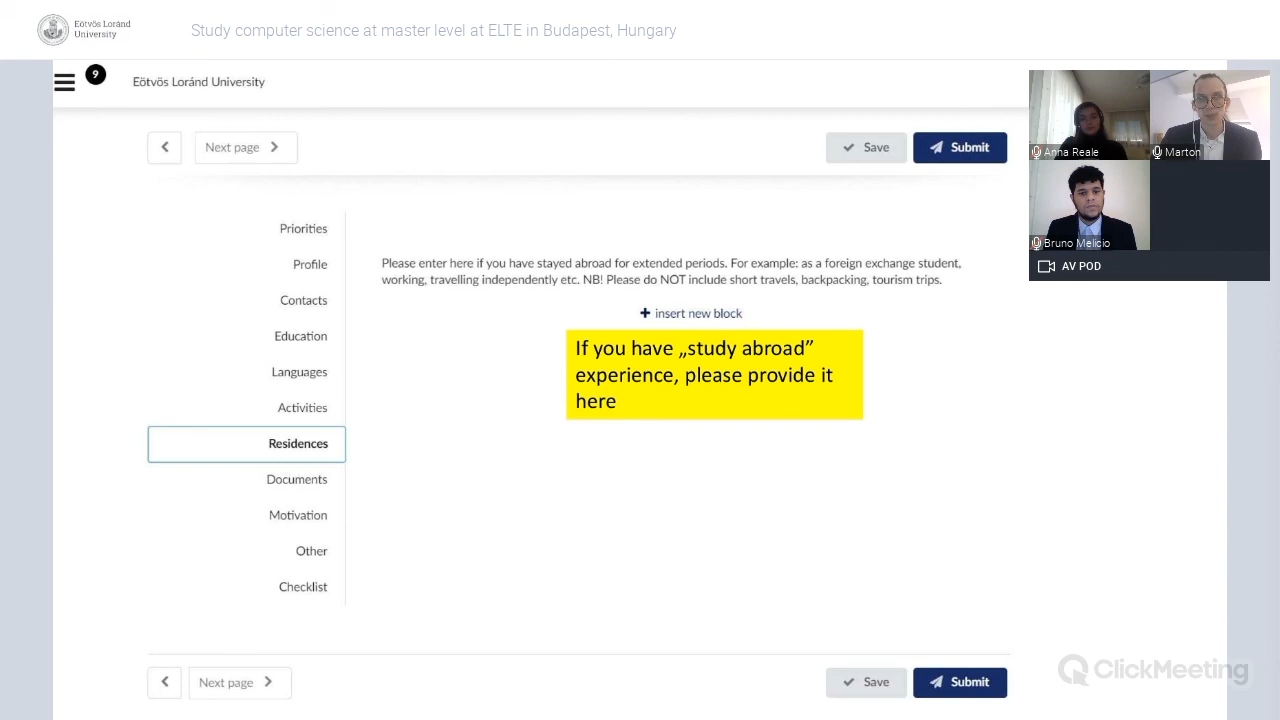 Eötvös Loránd
University
Study computer science at master level at ELTE in Budapest, Hungary
9
Eötvös Loránd University
Next page
Save
Submit
Anna Reale
Marton
Bruno Melicio
AV POD
Priorities
Profile
Contacts
Education
Languages
Activities
Residences
Documents
Motivation
Other
Checklist
Please enter here if you have stayed abroad for extended periods. For example: as a foreign exchange student,
working, travelling independently etc. NB! Please do NOT include short travels, backpacking, tourism trips.
+ insert new block
If you have „study abroad”
experience, please provide it
here
Next page
Save
Submit
ClickMeeting